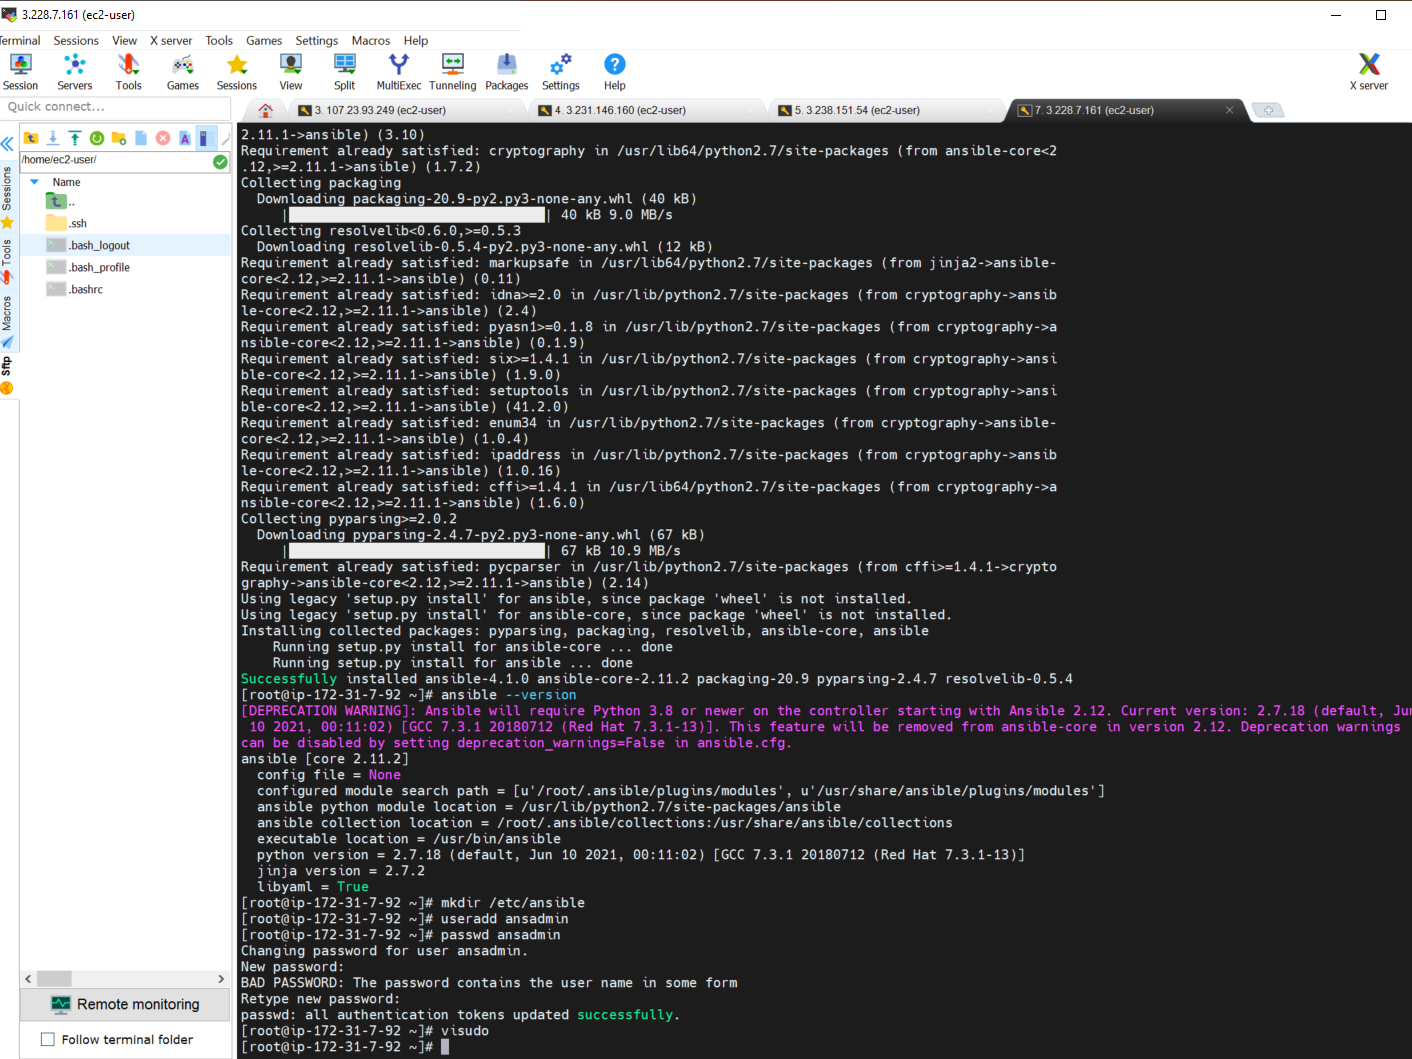 3.228.7.161 (ec2-user)
Terminal Sessions View X server Tools Games Settings Macros Help
Session Servers Tools Games Sessions View Split MultiExec Tunneling Packages Settings Help X server
Quick connect...
3. 107.23.93.249 (ec2-user)
4. 3.231.146.160 (ec2-user)
5. 3.238.151.54 (ec2-user)
7. 3.228.7.161 (ec2-user)
Sessions
Tools
Macros
Sftp
/home/ec2-user/
Name
..
.ssh
.bash_logout
.bash_profile
.bashrc
Remote monitoring
Follow terminal folder
2.11.1->ansible) (3.10)
Requirement already satisfied: cryptography in /usr/lib64/python2.7/site-packages (from ansible-core<2
.12,>=2.11.1->ansible) (1.7.2)
Collecting packaging
Downloading packaging-20.9-py2.py3-none-any.whl (40 kB)
| | 40 kB 9.0 MB/s
Collecting resolvelib<0.6.0,>=0.5.3
Downloading resolvelib-0.5.4-py2.py3-none-any.whl (12 kB)
Requirement already satisfied: markupsafe in /usr/lib64/python2.7/site-packages (from jinja2->ansible-
core<2.12,>=2.11.1->ansible) (0.11)
Requirement already satisfied: idna>=2.0 in /usr/lib/python2.7/site-packages (from cryptography->ansib
le-core<2.12,>=2.11.1->ansible) (2.4)
Requirement already satisfied: pyasn1>=0.1.8 in /usr/lib/python2.7/site-packages (from cryptography->a
nsible-core<2.12,>=2.11.1->ansible) (0.1.9)
Requirement already satisfied: six>=1.4.1 in /usr/lib/python2.7/site-packages (from cryptography->ansi
ble-core<2.12,>=2.11.1->ansible) (1.9.0)
Requirement already satisfied: setuptools in /usr/lib/python2.7/site-packages (from cryptography->ansi
ble-core<2.12,>=2.11.1->ansible) (41.2.0)
Requirement already satisfied: enum34 in /usr/lib/python2.7/site-packages (from cryptography->ansible-
core<2.12,>=2.11.1->ansible) (1.0.4)
Requirement already satisfied: ipaddress in /usr/lib/python2.7/site-packages (from cryptography->ansib
le-core<2.12,>=2.11.1->ansible) (1.0.16)
Requirement already satisfied: cffi>=1.4.1 in /usr/lib64/python2.7/site-packages (from cryptography->a
nsible-core<2.12,>=2.11.1->ansible) (1.6.0)
Collecting pyparsing>=2.0.2
Downloading pyparsing-2.4.7-py2.py3-none-any.whl (67 kB)
| | 67 kB 10.9 MB/s
Requirement already satisfied: pycparser in /usr/lib/python2.7/site-packages (from cffi>=1.4.1->crypto
graphy->ansible-core<2.12,>=2.11.1->ansible) (2.14)
Using legacy 'setup.py install' for ansible, since package 'wheel' is not installed.
Using legacy 'setup.py install' for ansible-core, since package 'wheel' is not installed.
Installing collected packages: pyparsing, packaging, resolvelib, ansible-core, ansible
Running setup.py install for ansible-core ... done
Running setup.py install for ansible ... done
Successfully installed ansible-4.1.0 ansible-core-2.11.2 packaging-20.9 pyparsing-2.4.7 resolvelib-0.5.4
[root@ip-172-31-7-92 ~]# ansible --version
[DEPRECATION WARNING]: Ansible will require Python 3.8 or newer on the controller starting with Ansible 2.12. Current version: 2.7.18 (default, Jun
10 2021, 00:11:02) [GCC 7.3.1 20180712 (Red Hat 7.3.1-13)]. This feature will be removed from ansible-core in version 2.12. Deprecation warnings
can be disabled by setting deprecation_warnings=False in ansible.cfg.
ansible [core 2.11.2]
config file = None
configured module search path = [u'/root/.ansible/plugins/modules', u'/usr/share/ansible/plugins/modules']
ansible python module location = /usr/lib/python2.7/site-packages/ansible
ansible collection location = /root/.ansible/collections:/usr/share/ansible/collections
executable location = /usr/bin/ansible
python version = 2.7.18 (default, Jun 10 2021, 00:11:02) [GCC 7.3.1 20180712 (Red Hat 7.3.1-13)]
jinja version = 2.7.2
libyaml = True
[root@ip-172-31-7-92 ~]# mkdir /etc/ansible
[root@ip-172-31-7-92 ~]# useradd ansadmin
[root@ip-172-31-7-92 ~]# passwd ansadmin
Changing password for user ansadmin.
New password:
BAD PASSWORD: The password contains the user name in some form
Retype new password:
passwd: all authentication tokens updated successfully.
[root@ip-172-31-7-92 ~]# visudo
[root@ip-172-31-7-92 ~]#